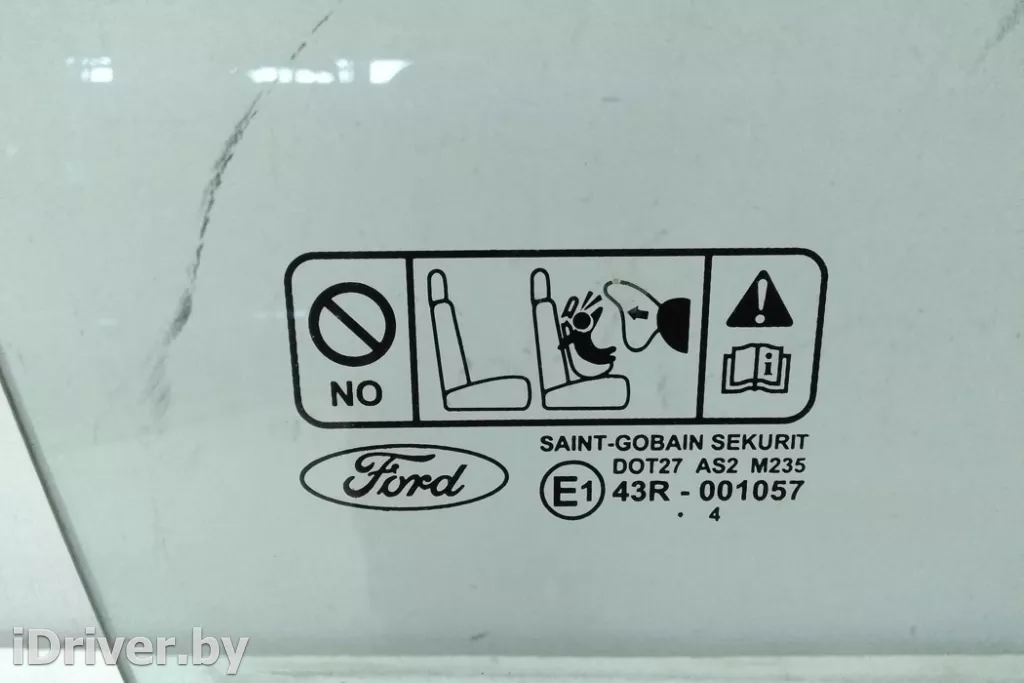 NO
i
Ford
SAINT-GOBAIN SEKURIT
DOT27 AS2 M235
E1 43R - 001057
. 4
iDriver.by